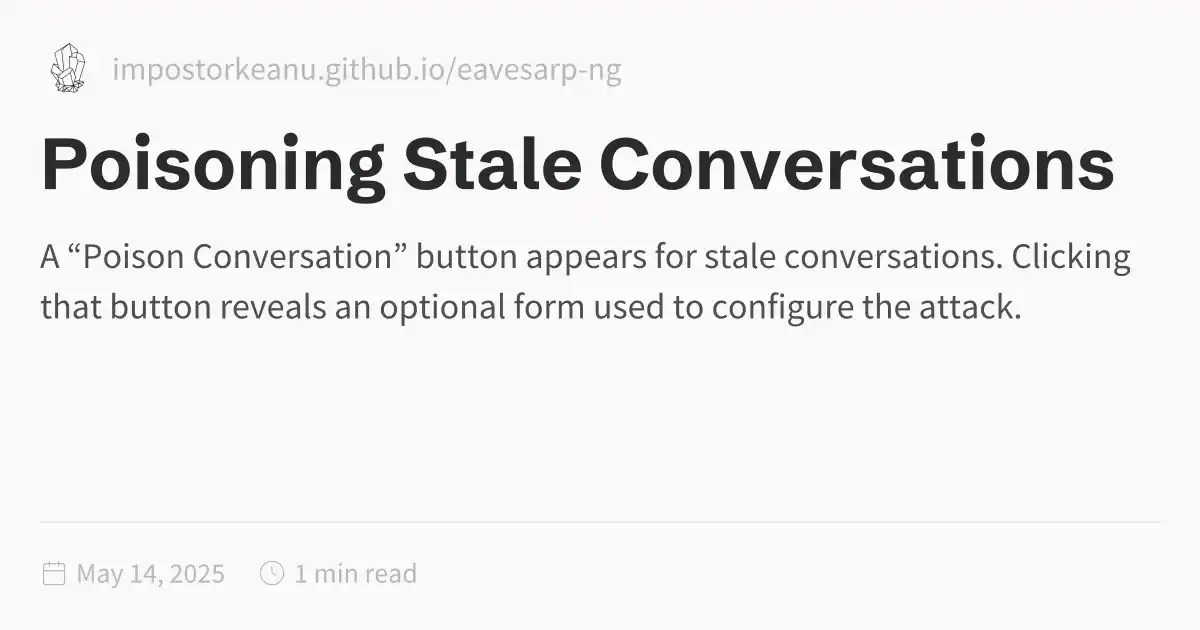 impostorkeanu.github.io/eavesarp-ng
Poisoning Stale Conversations
A “Poison Conversation” button appears for stale conversations. Clicking
that button reveals an optional form used to configure the attack.
May 14, 2025 1 min read